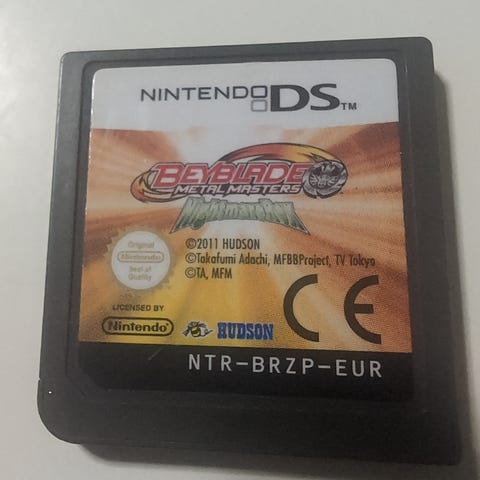 NINTENDO DS™
BEYBLADE
METAL MASTERS
Nightmare Rex
©2011 HUDSON
©Takafumi Adachi, MFBBProject, TV Tokyo
©TA, MFM
Original
Nintendo
Seal of
Quality
LICENSED BY
Nintendo
HUDSON
CE
NTR-BRZP-EUR